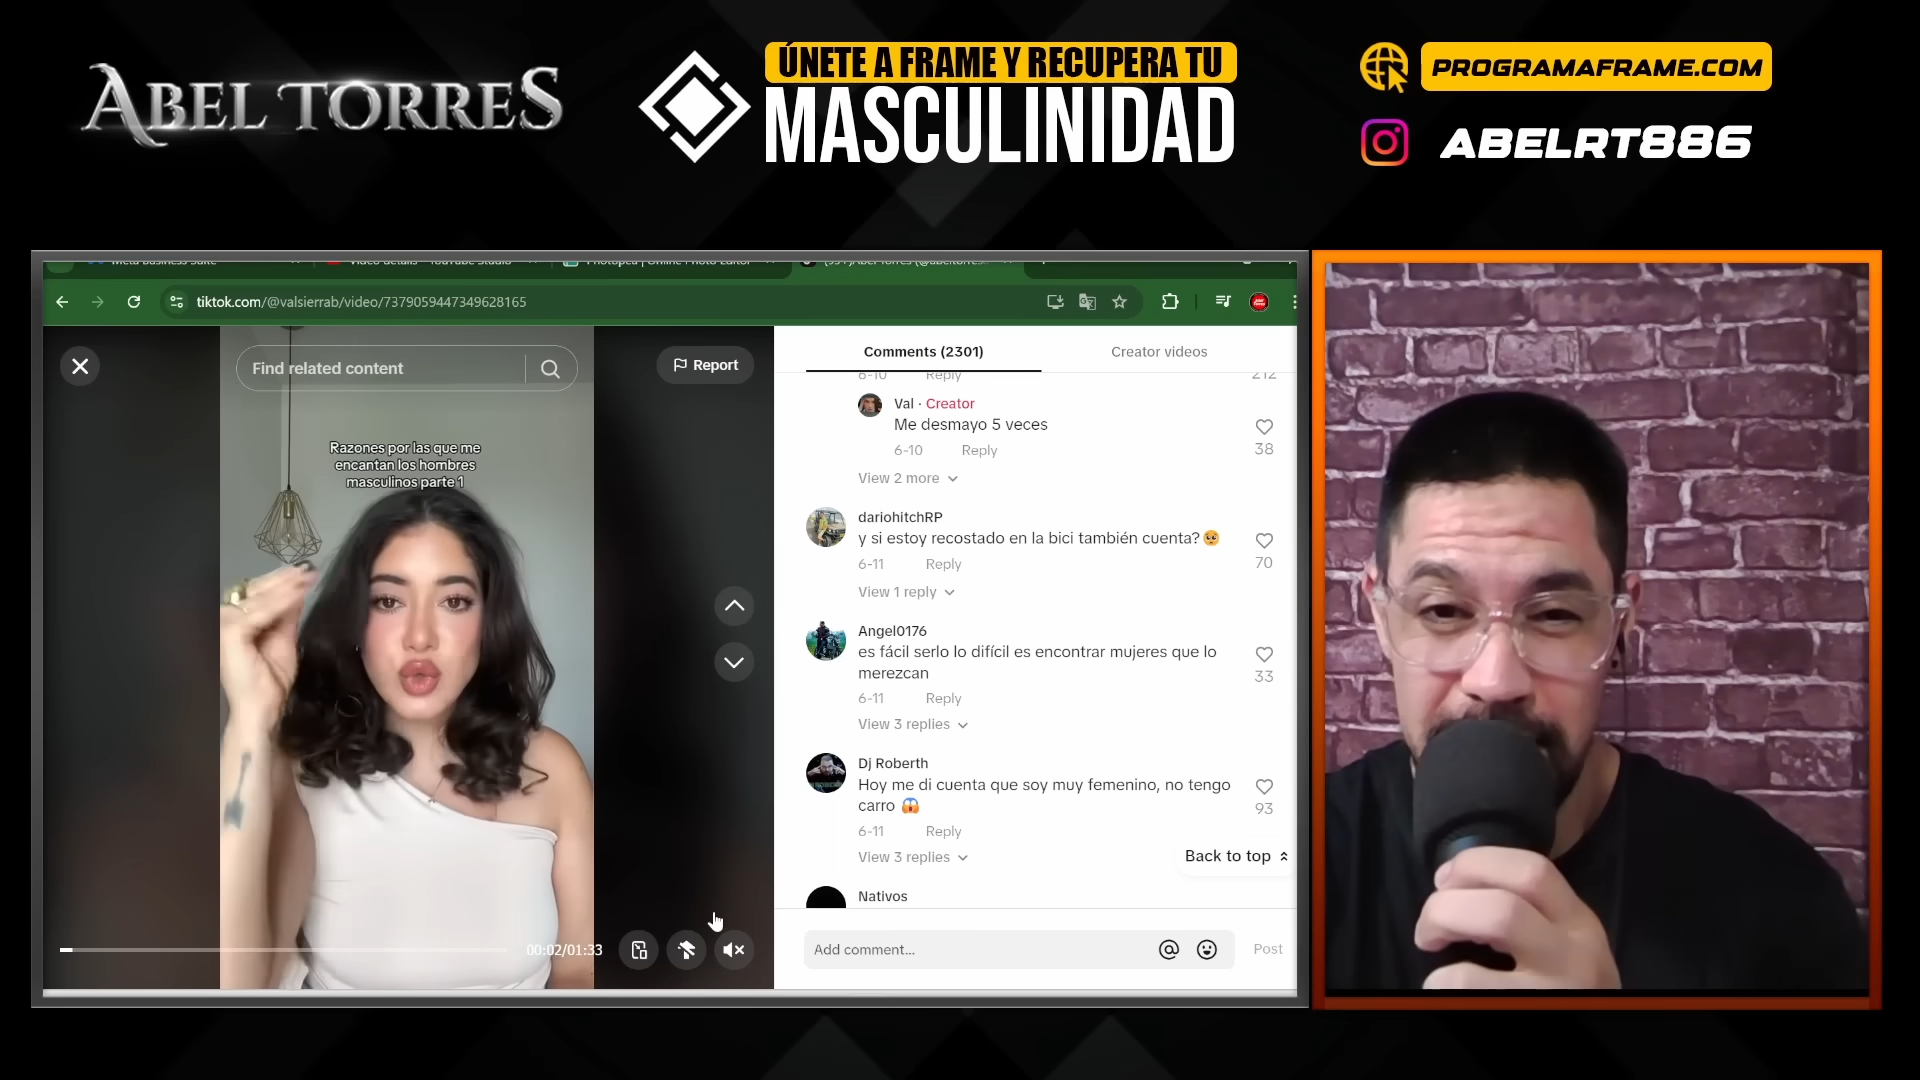 ABEL TORRES
ÚNETE A FRAME Y RECUPERA TU
MASCULINIDAD
PROGRAMAFRAME.COM
ABELRT886
tiktok.com/@valsierrab/video/7379059447349628165
Find related content
Report
Razones por las que me
encantan los hombres
masculinos parte 1
00:02/01:33
Comments (2301)
Creator videos
6-10 Reply
212
Val · Creator
Me desmayo 5 veces
38
6-10 Reply
View 2 more
dariohitchRP
y si estoy recostado en la bici también cuenta?🥺
70
6-11 Reply
View 1 reply
Angel0176
es fácil serlo lo difícil es encontrar mujeres que lo
merezcan
33
6-11 Reply
View 3 replies
Dj Roberth
Hoy me di cuenta que soy muy femenino, no tengo
carro 😱
93
6-11 Reply
View 3 replies
Back to top
Nativos
Add comment...
Post